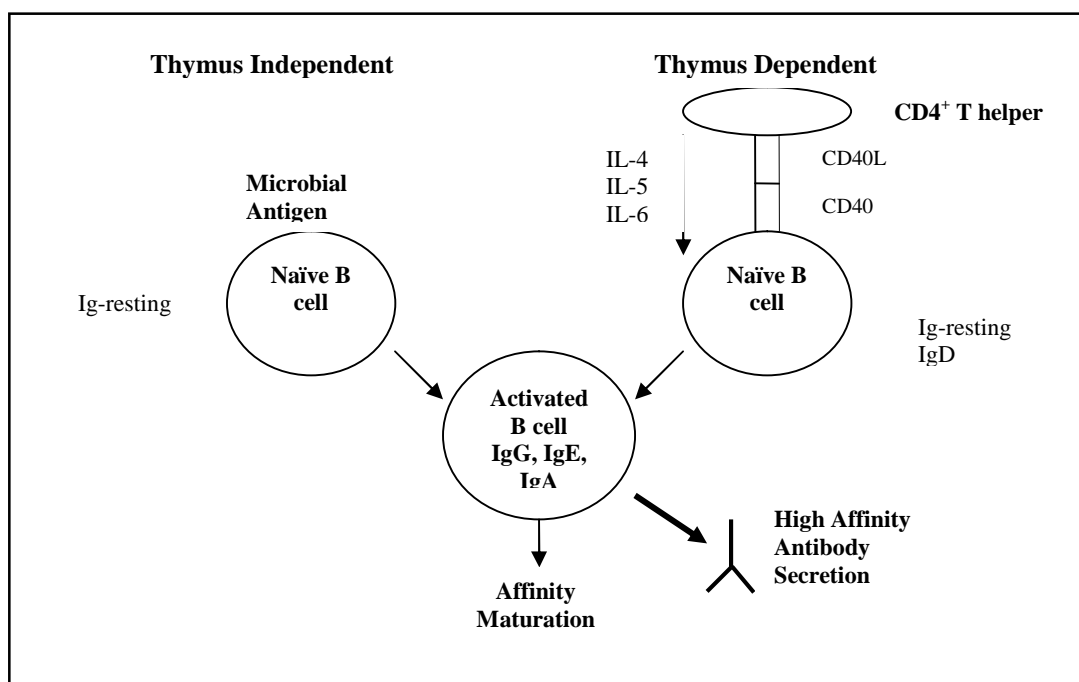 Thymus Independent
Thymus Dependent
CD4+ T helper
IL-4
IL-5
IL-6
CD40L
CD40
Microbial
Antigen
Naïve B
cell
Ig-resting
Naïve B
cell
Ig-resting
IgD
Activated
B cell
IgG, IgE,
IgA
High Affinity
Antibody
Secretion
Affinity
Maturation